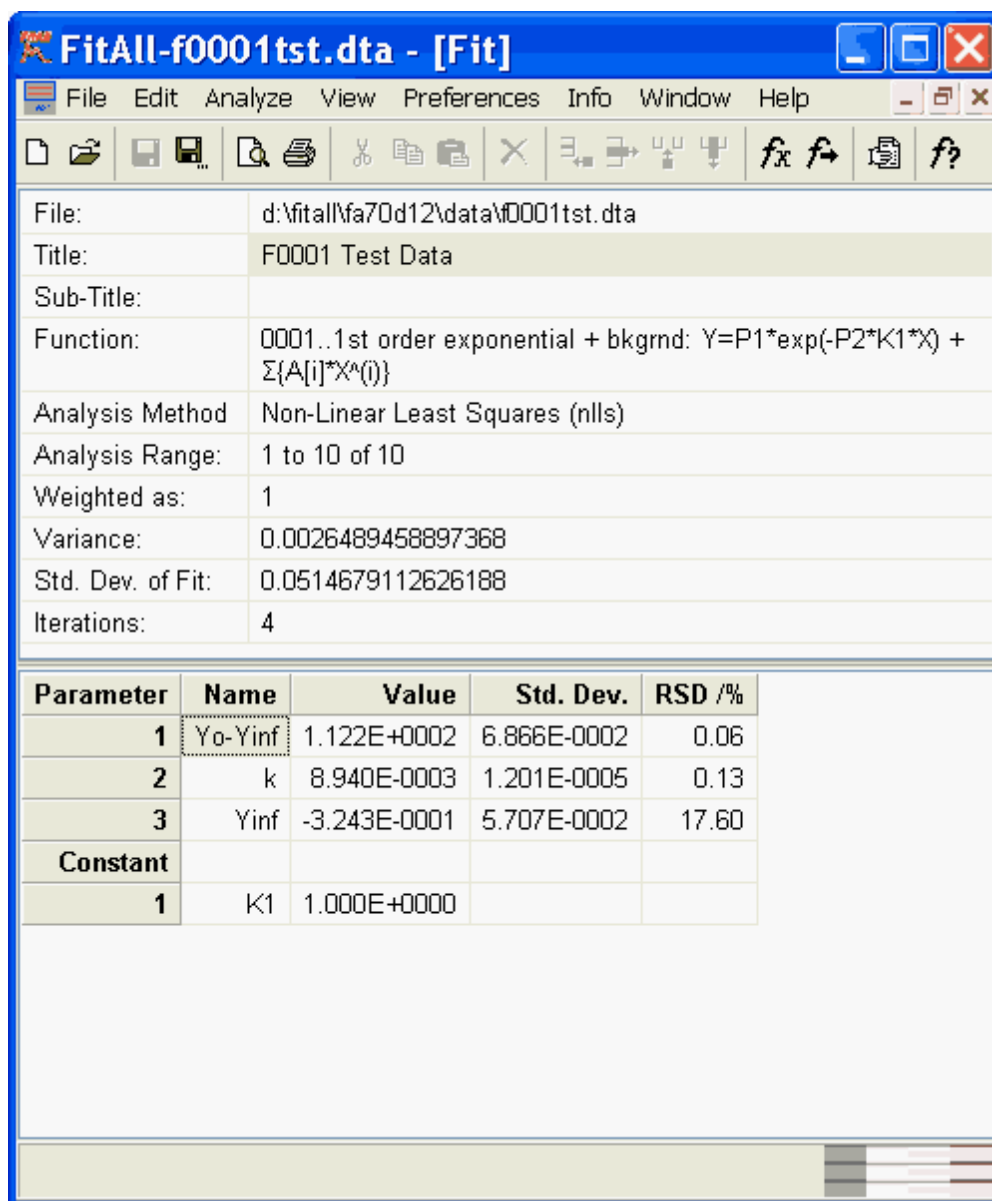 FitAll-f0001tst.dta - [Fit]
File Edit Analyze View Preferences Info Window Help
File: d:\fitall\fa70d12\data\f0001tst.dta
Title: F0001 Test Data
Sub-Title:
Function: 0001..1st order exponential + bkgrnd: Y=P1*exp(-P2*K1*X) +
Σ{A[i]*X^(i)}
Analysis Method Non-Linear Least Squares (nlls)
Analysis Range: 1 to 10 of 10
Weighted as: 1
Variance: 0.0026489458897368
Std. Dev. of Fit: 0.0514679112626188
Iterations: 4
Parameter Name Value Std. Dev. RSD /%
1 Yo-Yinf 1.122E+0002 6.866E-0002 0.06
2 k 8.940E-0003 1.201E-0005 0.13
3 Yinf -3.243E-0001 5.707E-0002 17.60
Constant
1 K1 1.000E+0000